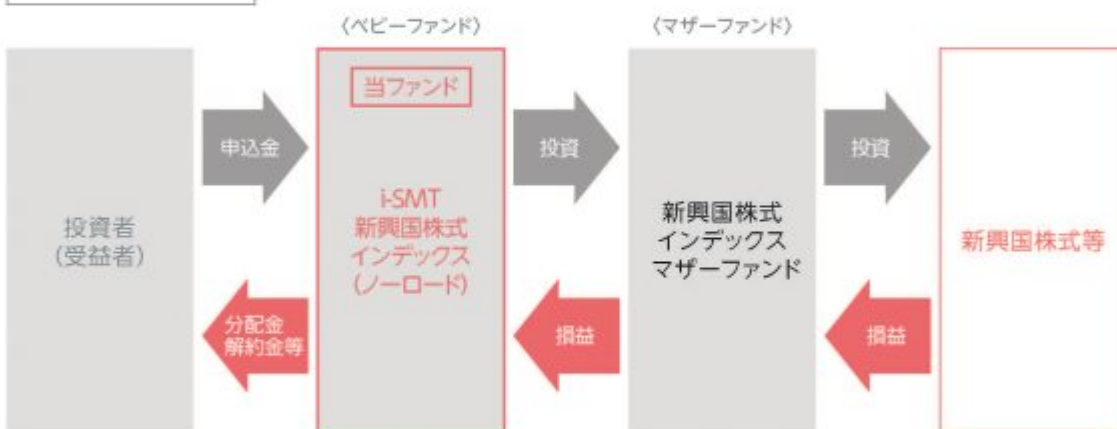 〈ベビーファンド〉
〈マザーファンド〉
投資者
(受益者)
申込金
分配金
解約金等
当ファンド
i-SMT
新興国株式
インデックス
(ノーロード)
投資
損益
新興国株式
インデックス
マザーファンド
投資
損益
新興国株式等